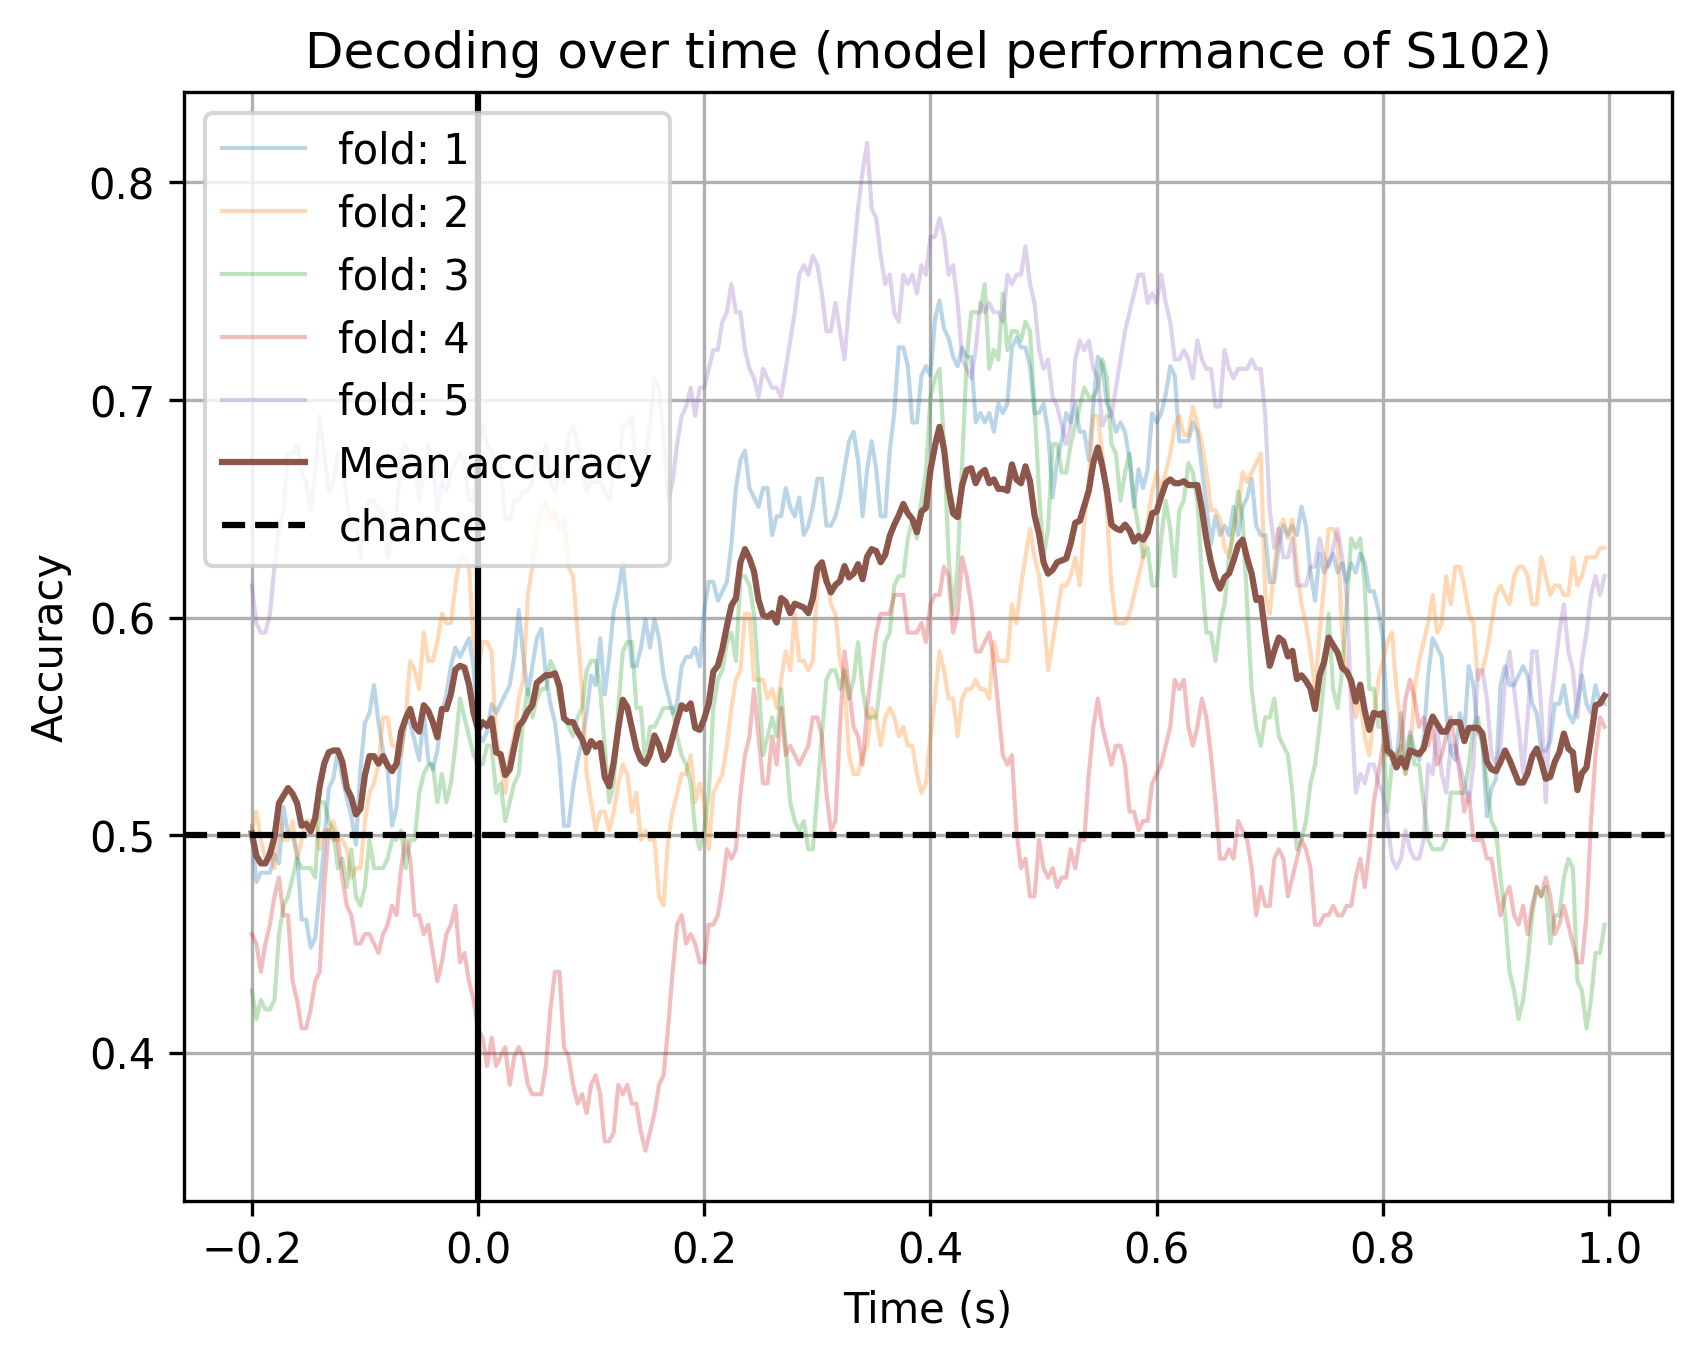 Decoding over time (model performance of S102)
fold: 1
fold: 2
fold: 3
fold: 4
fold: 5
Mean accuracy
chance
Accuracy
0.8
0.7
0.6
0.5
0.4
−0.2
0.0
0.2
0.4
0.6
0.8
1.0
Time (s)